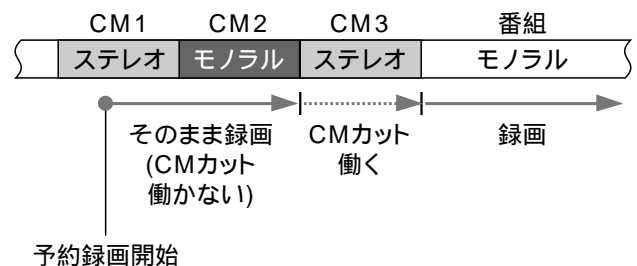 CM1 CM2 CM3 番組
ステレオ モノラル ステレオ モノラル
そのまま録画 CMカット 録画
(CMカット 働く
働かない)
予約録画開始